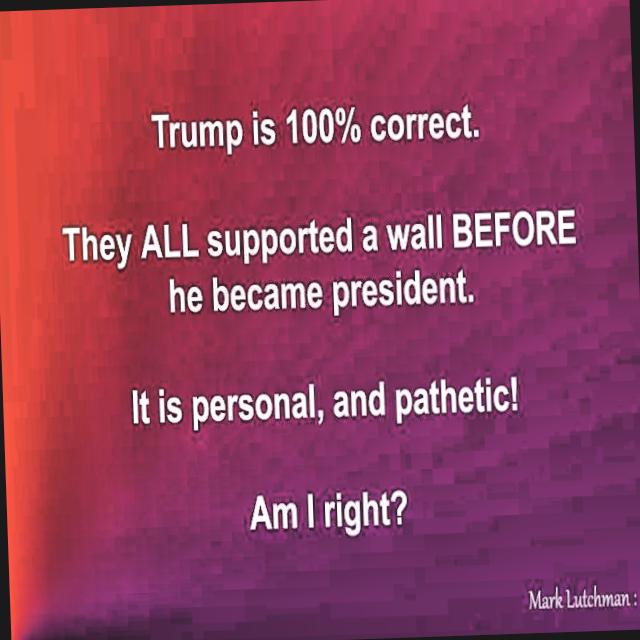 Trump is 100% correct.
They ALL supported a wall BEFORE
he became president.
It is personal, and pathetic!
Am I right?
Mark Lutchman :